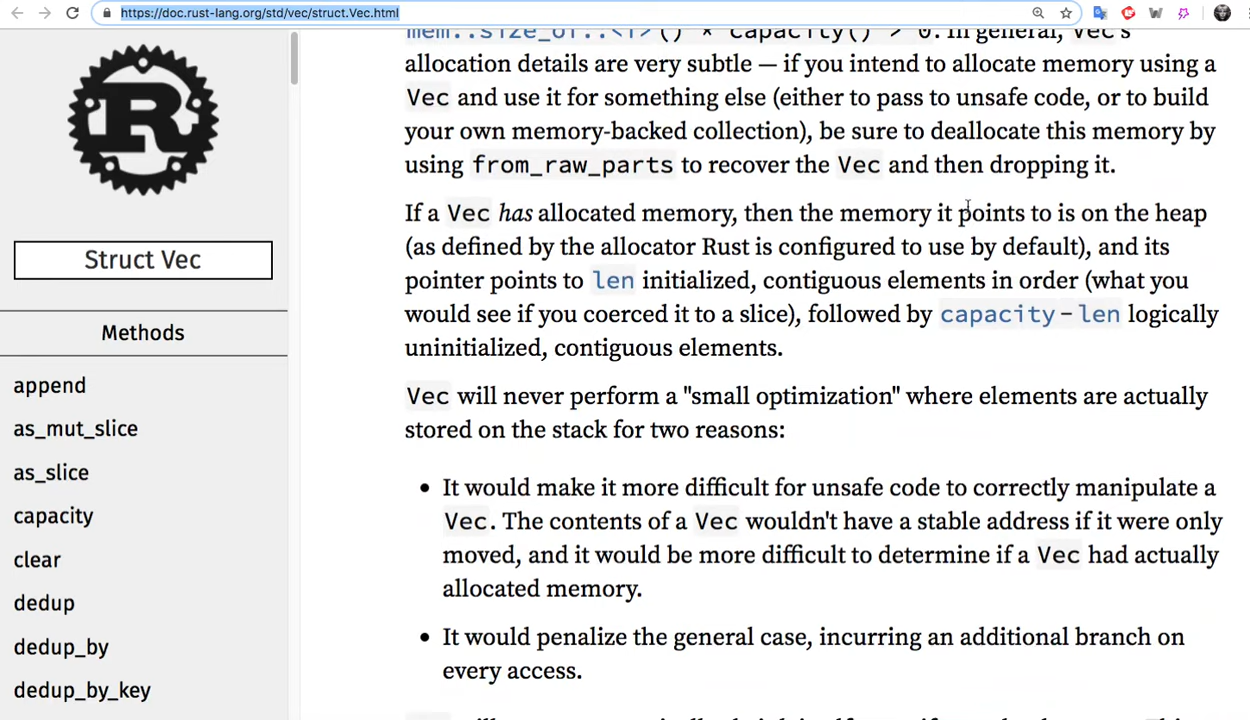 https://doc.rust-lang.org/std/vec/struct.Vec.html
R
Struct Vec
Methods
append
as_mut_slice
as_slice
capacity
clear
dedup
dedup_by
dedup_by_key
mem::size_of::<T>() * capacity() > 0. In general, Vec's
allocation details are very subtle — if you intend to allocate memory using a
Vec and use it for something else (either to pass to unsafe code, or to build
your own memory-backed collection), be sure to deallocate this memory by
using from_raw_parts to recover the Vec and then dropping it.
If a Vec has allocated memory, then the memory it points to is on the heap
(as defined by the allocator Rust is configured to use by default), and its
pointer points to len initialized, contiguous elements in order (what you
would see if you coerced it to a slice), followed by capacity-len logically
uninitialized, contiguous elements.
Vec will never perform a "small optimization" where elements are actually
stored on the stack for two reasons:
• It would make it more difficult for unsafe code to correctly manipulate a
Vec. The contents of a Vec wouldn't have a stable address if it were only
moved, and it would be more difficult to determine if a Vec had actually
allocated memory.
• It would penalize the general case, incurring an additional branch on
every access.